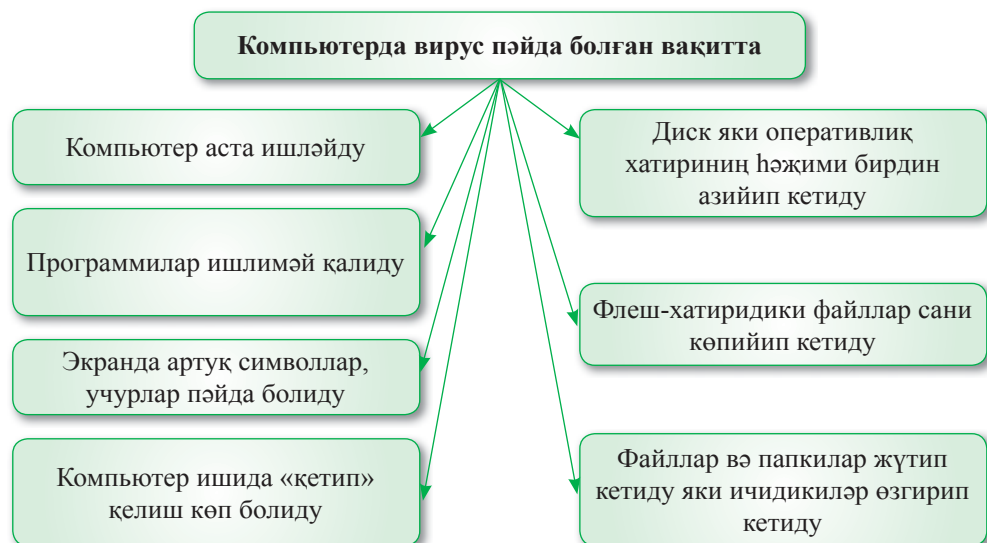 Компьютерда вирус пәйда болған вақитта
Компьютер аста ишләйду
Программилар ишлимәй қалиду
Экранда артуқ символлар,
учурлар пәйда болиду
Компьютер ишида «қетип»
қелиш көп болиду
Диск яки оперативлиқ
хатириниң һәҗими бирдин
азийип кетиду
Флеш-хатиридики файллар сани
көпийип кетиду
Файллар вә папкилар жүтип
кетиду яки ичидикиләр өзгирип
кетиду